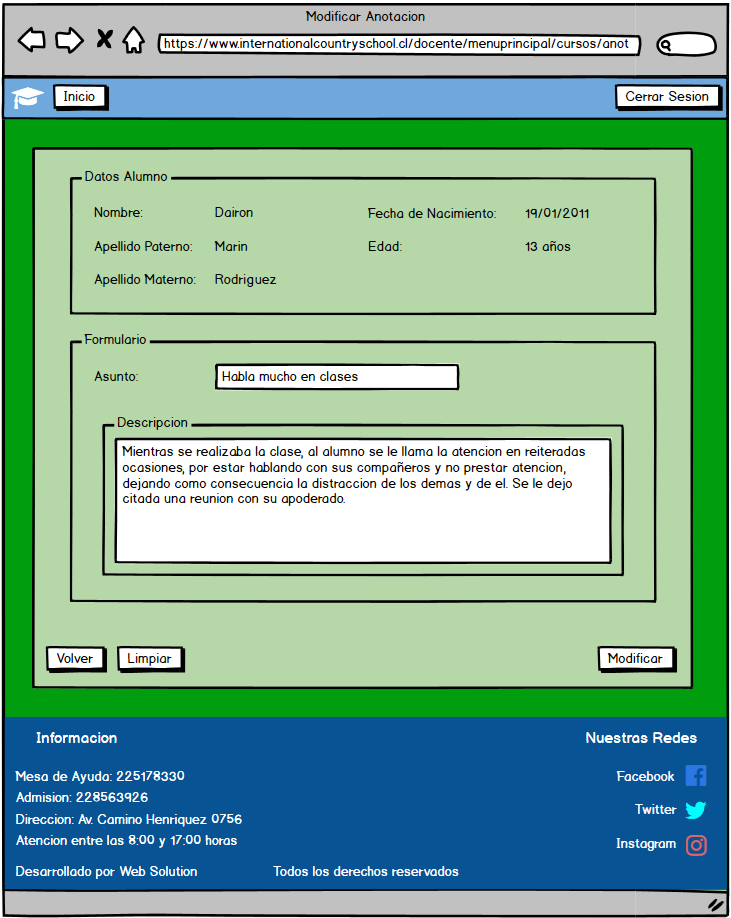 Modificar Anotacion
https://www.internationalcountryschool.cl/docente/menuprincipal/cursos/anot
Inicio
Cerrar Sesion
Datos Alumno
Nombre: Dairon Fecha de Nacimiento: 19/01/2011
Apellido Paterno: Marin Edad: 13 años
Apellido Materno: Rodriguez
Formulario
Asunto: Habla mucho en clases
Descripcion
Mientras se realizaba la clase, al alumno se le llama la atencion en reiteradas
ocasiones, por estar hablando con sus compañeros y no prestar atencion,
dejando como consecuencia la distraccion de los demas y de el. Se le dejo
citada una reunion con su apoderado.
Volver Limpiar Modificar
Informacion
Mesa de Ayuda: 225178330
Admision: 228563926
Direccion: Av. Camino Henriquez 0756
Atencion entre las 8:00 y 17:00 horas
Nuestras Redes
Facebook
Twitter
Instagram
Desarrollado por Web Solution Todos los derechos reservados